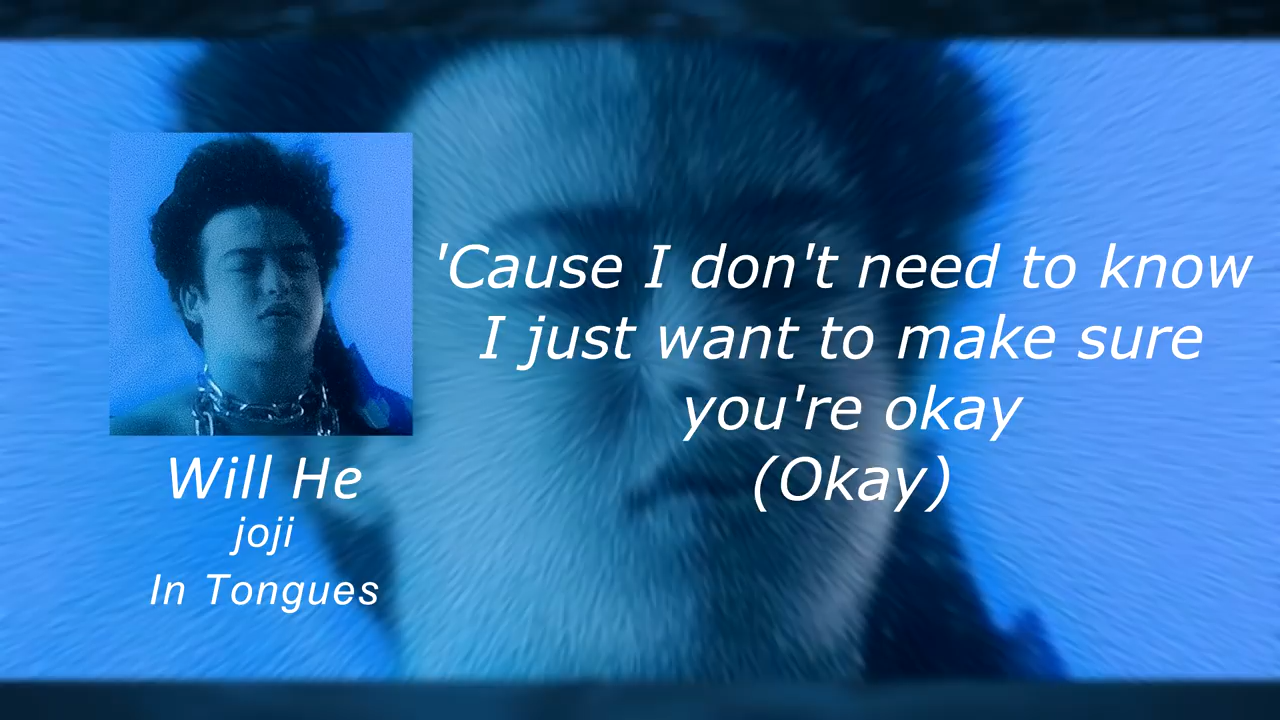 'Cause I don't need to know
I just want to make sure
you're okay
(Okay)
Will He
joji
In Tongues